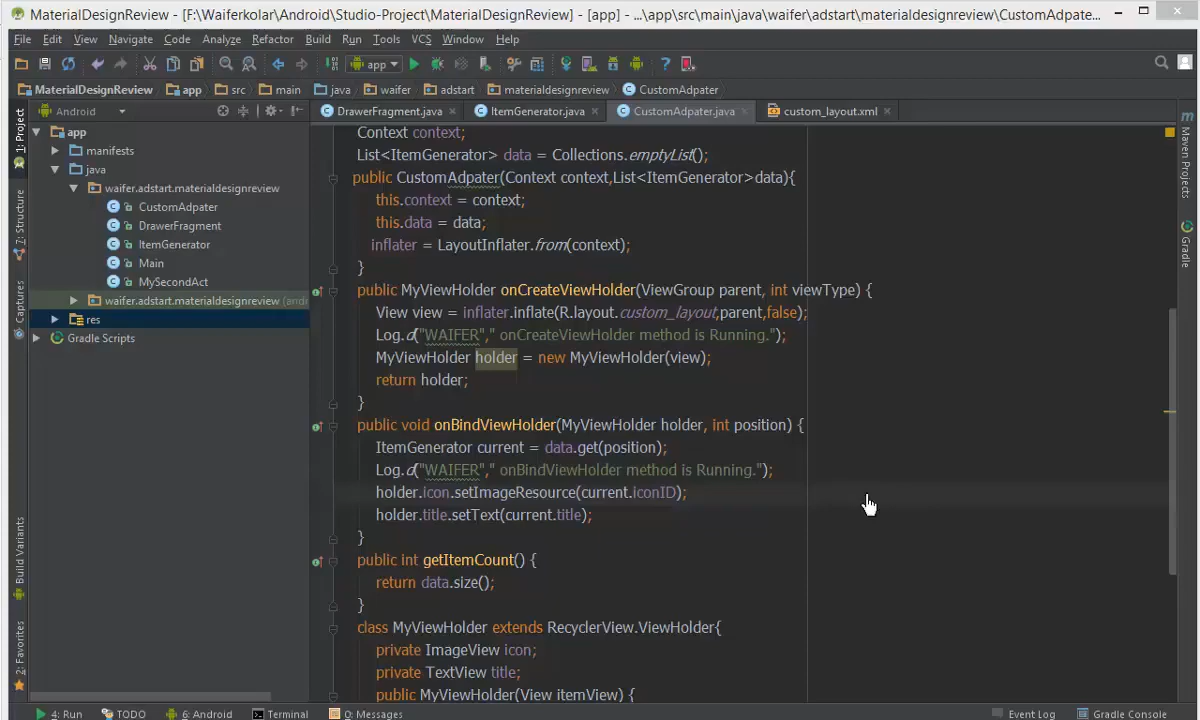 MaterialDesignReview - [F:\Waiferkolar\Android\Studio-Project\MaterialDesignReview] - [app] - ...\app\src\main\java\waifer\adstart\materialdesignreview\CustomAdpate...
File Edit View Navigate Code Analyze Refactor Build Run Tools VCS Window Help
app
MaterialDesignReview app src main java waifer adstart materialdesignreview CustomAdpater
Android
DrawerFragment.java ItemGenerator.java CustomAdpater.java custom_layout.xml
1: Project
7: Structure
Captures
Build Variants
2: Favorites
app
manifests
java
waifer.adstart.materialdesignreview
CustomAdpater
DrawerFragment
ItemGenerator
Main
MySecondAct
waifer.adstart.materialdesignreview (and
res
Gradle Scripts
Context context;
List<ItemGenerator> data = Collections.emptyList();
public CustomAdpater(Context context,List<ItemGenerator>data){
this.context = context;
this.data = data;
inflater = LayoutInflater.from(context);
}
public MyViewHolder onCreateViewHolder(ViewGroup parent, int viewType) {
View view = inflater.inflate(R.layout.custom_layout,parent,false);
Log.d("WAIFER"," onCreateViewHolder method is Running.");
MyViewHolder holder = new MyViewHolder(view);
return holder;
}
public void onBindViewHolder(MyViewHolder holder, int position) {
ItemGenerator current = data.get(position);
Log.d("WAIFER"," onBindViewHolder method is Running.");
holder.icon.setImageResource(current.iconID);
holder.title.setText(current.title);
}
public int getItemCount() {
return data.size();
}
class MyViewHolder extends RecyclerView.ViewHolder{
private ImageView icon;
private TextView title;
public MyViewHolder(View itemView) {
Maven Projects
Gradle
4: Run TODO 6: Android Terminal 0: Messages Event Log Gradle Console